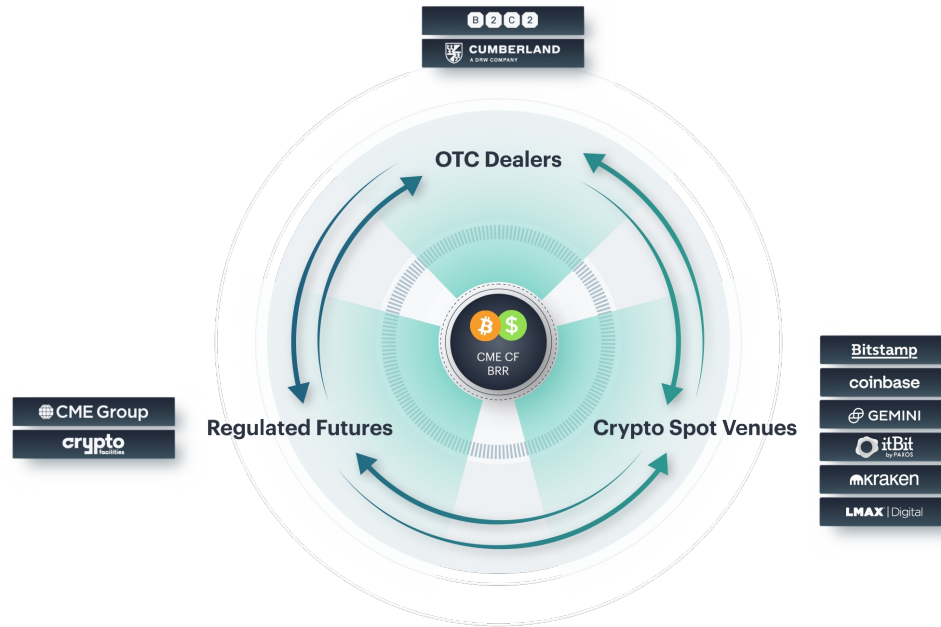 B2C2
CUMBERLAND
A DRW COMPANY
OTC Dealers
₿ $
CME CF
BRR
Bitstamp
coinbase
GEMINI
itBit
by PAXOS
mKraken
LMAX | Digital
CME Group
crypto
facilities
Regulated Futures
Crypto Spot Venues